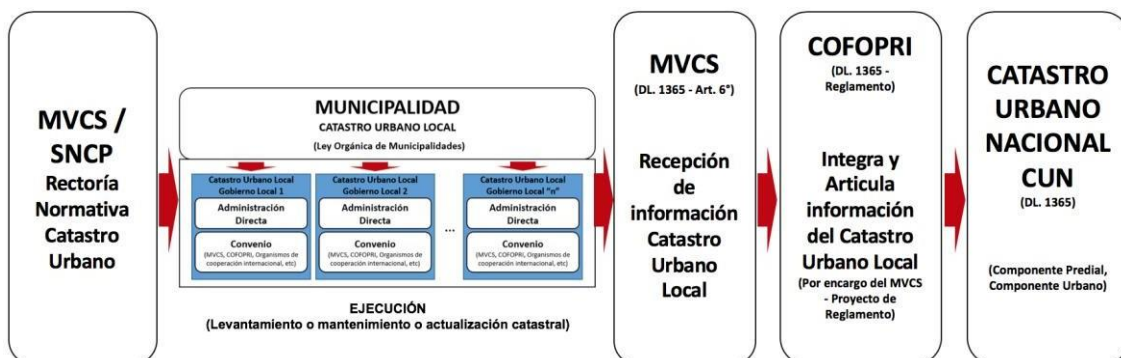 MVCS /
SNCP
Rectoría
Normativa
Catastro
Urbano
MUNICIPALIDAD
CATASTRO URBANO LOCAL
(Ley Orgánica de Municipalidades)
Catastro Urbano Local
Gobierno Local 1
Administración
Directa
Convenio
(MVCS, COFOPRI, Organismos de
cooperación internacional, etc)
Catastro Urbano Local
Gobierno Local 2
Administración
Directa
Convenio
(MVCS, COFOPRI, Organismos de
cooperación internacional, etc)
...
Catastro Urbano Local
Gobierno Local "n"
Administración
Directa
Convenio
(MVCS, COFOPRI, Organismos de
cooperación internacional, etc)
EJECUCIÓN
(Levantamiento o mantenimiento o actualización catastral)
MVCS
(DL. 1365 - Art. 6°)
Recepción
de
información
Catastro
Urbano
Local
COFOPRI
(DL. 1365 -
Reglamento)
Integra y
Articula
información
del Catastro
Urbano Local
(Por encargo del MVCS
- Proyecto de
Reglamento)
CATASTRO
URBANO
NACIONAL
CUN
(DL. 1365)
(Componente Predial,
Componente Urbano)